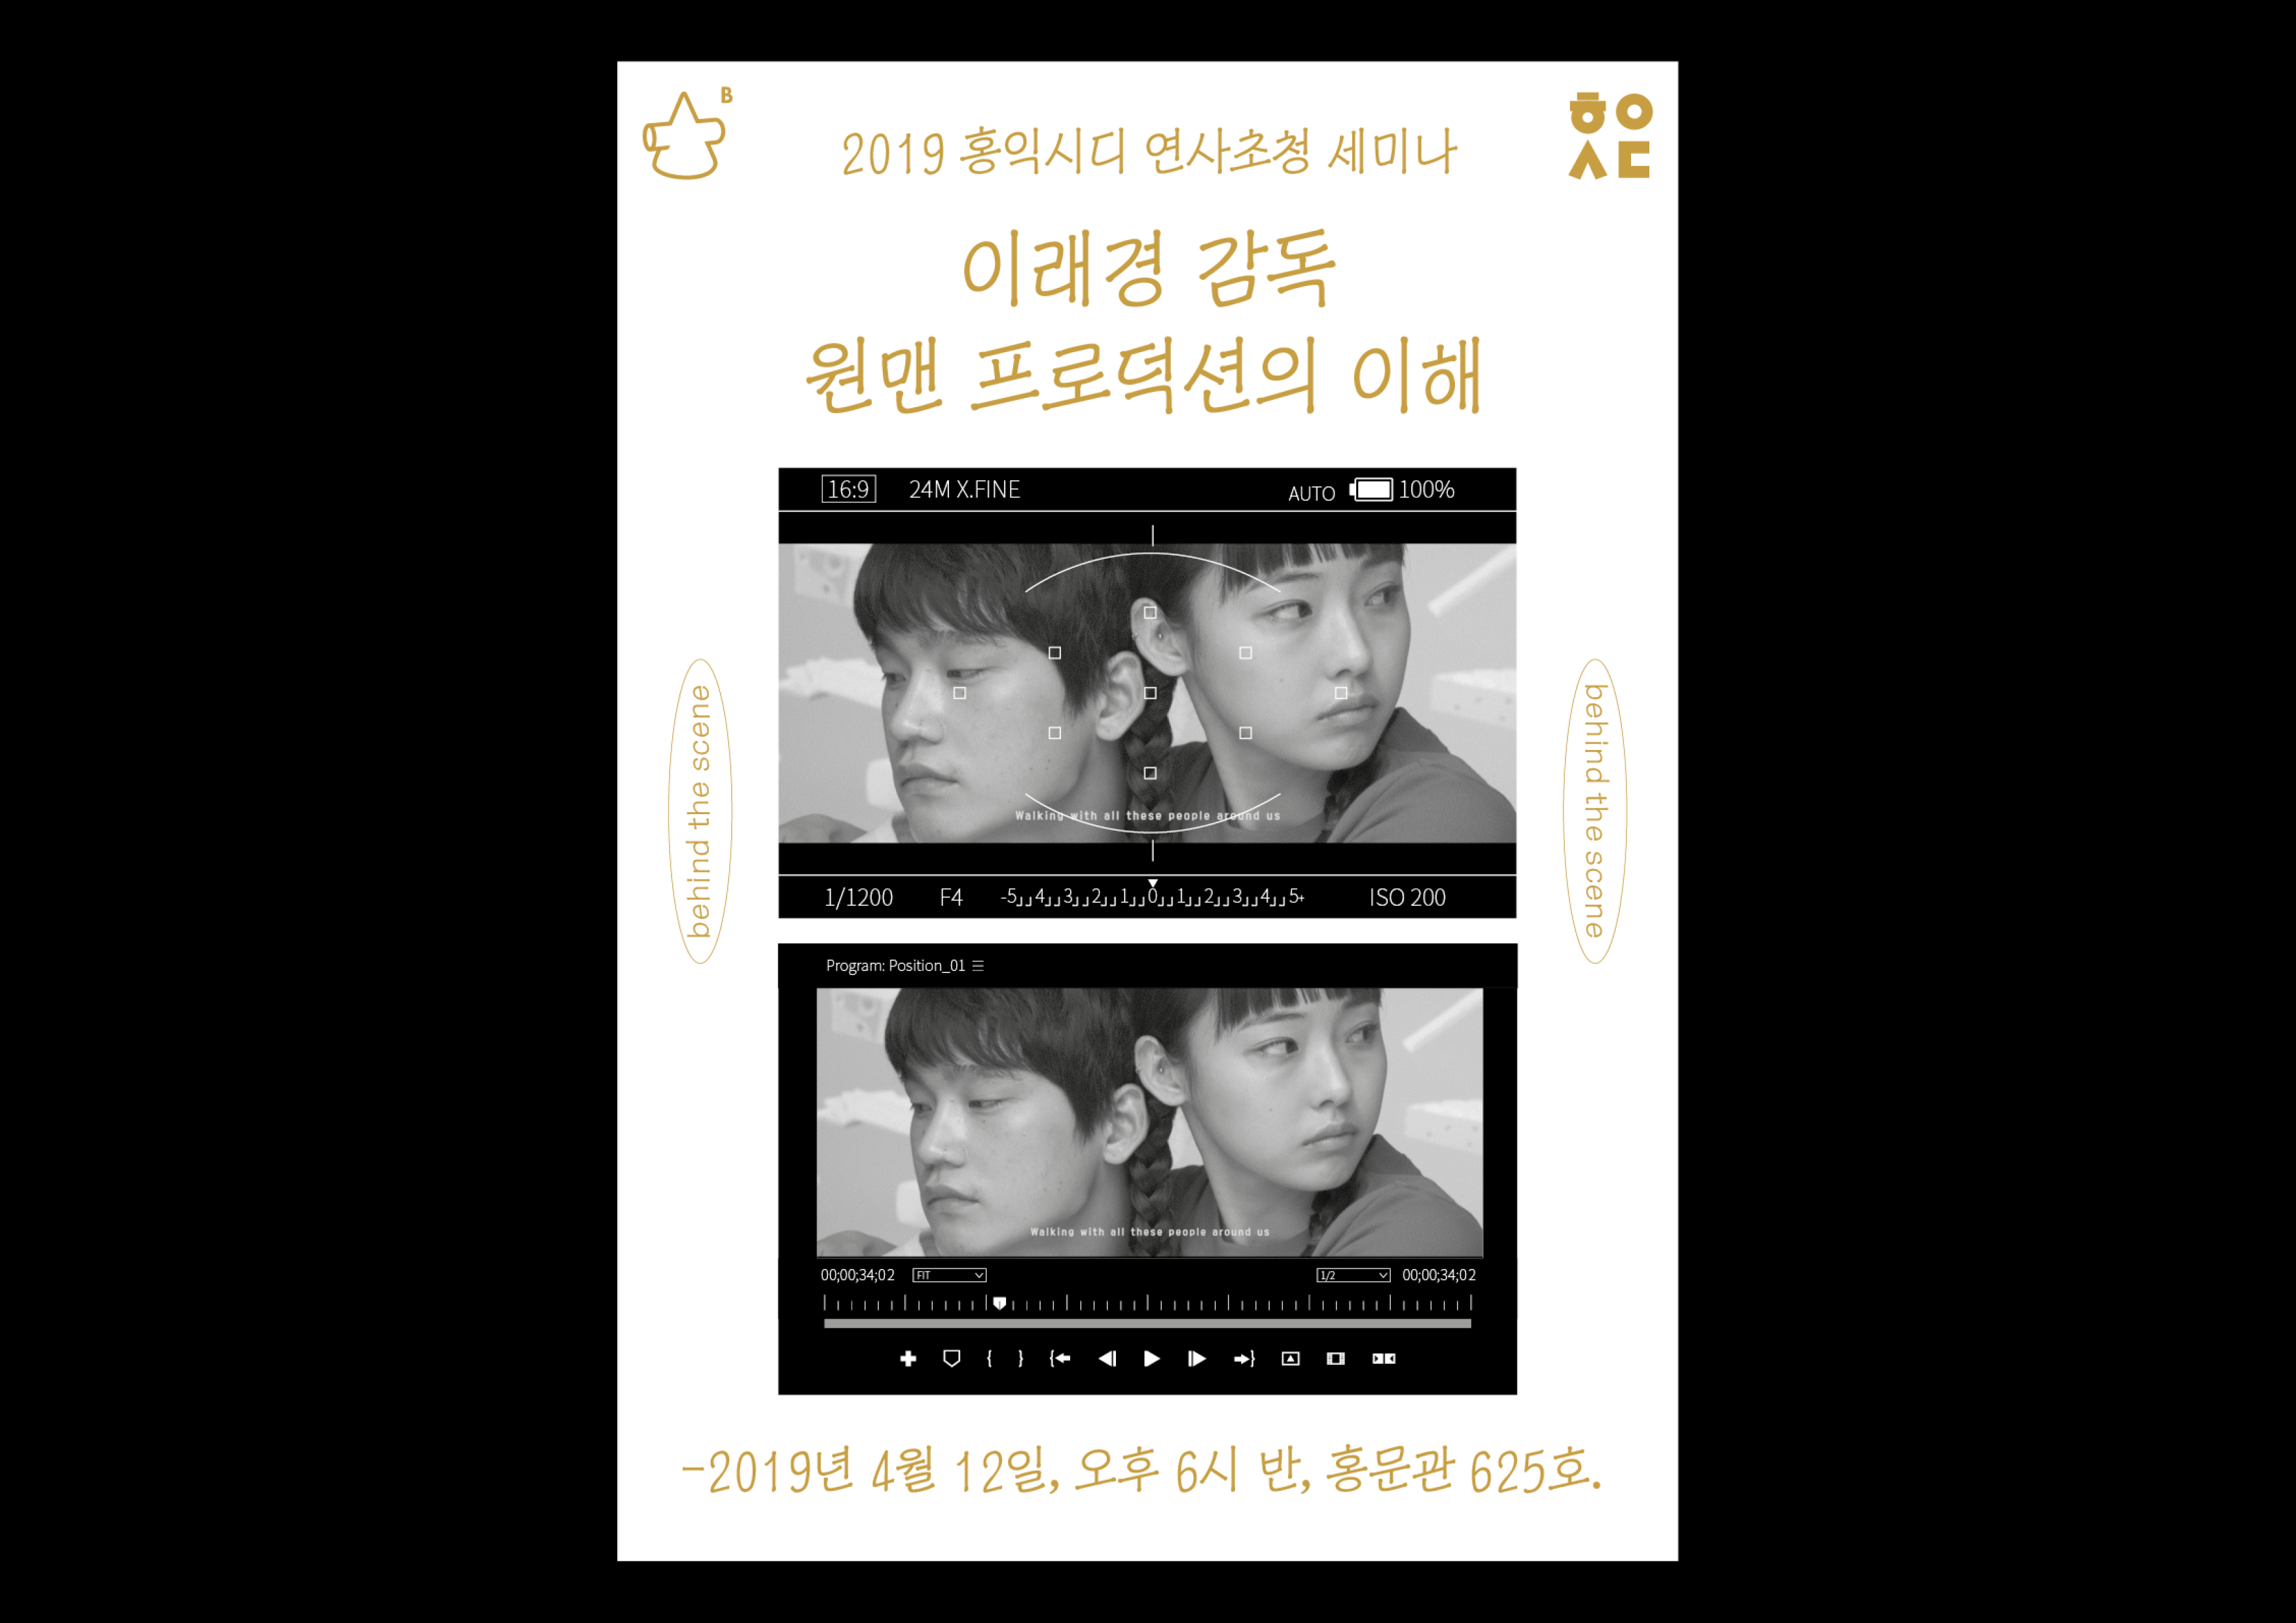 B
ㅎㅇㅅㄷ
2019 홍익시디 연사초청 세미나
이래경 감독
원맨 프로덕션의 이해
16:9 24M X.FINE AUTO 100%
Walking with all these people around us
1/1200 F4 -5 4 3 2 1 0 1 2 3 4 5+ ISO 200
behind the scene
behind the scene
Program: Position_01
Walking with all these people around us
00;00;34;02 FIT 1/2 00;00;34;02
-2019년 4월 12일, 오후 6시 반, 홍문관 625호.